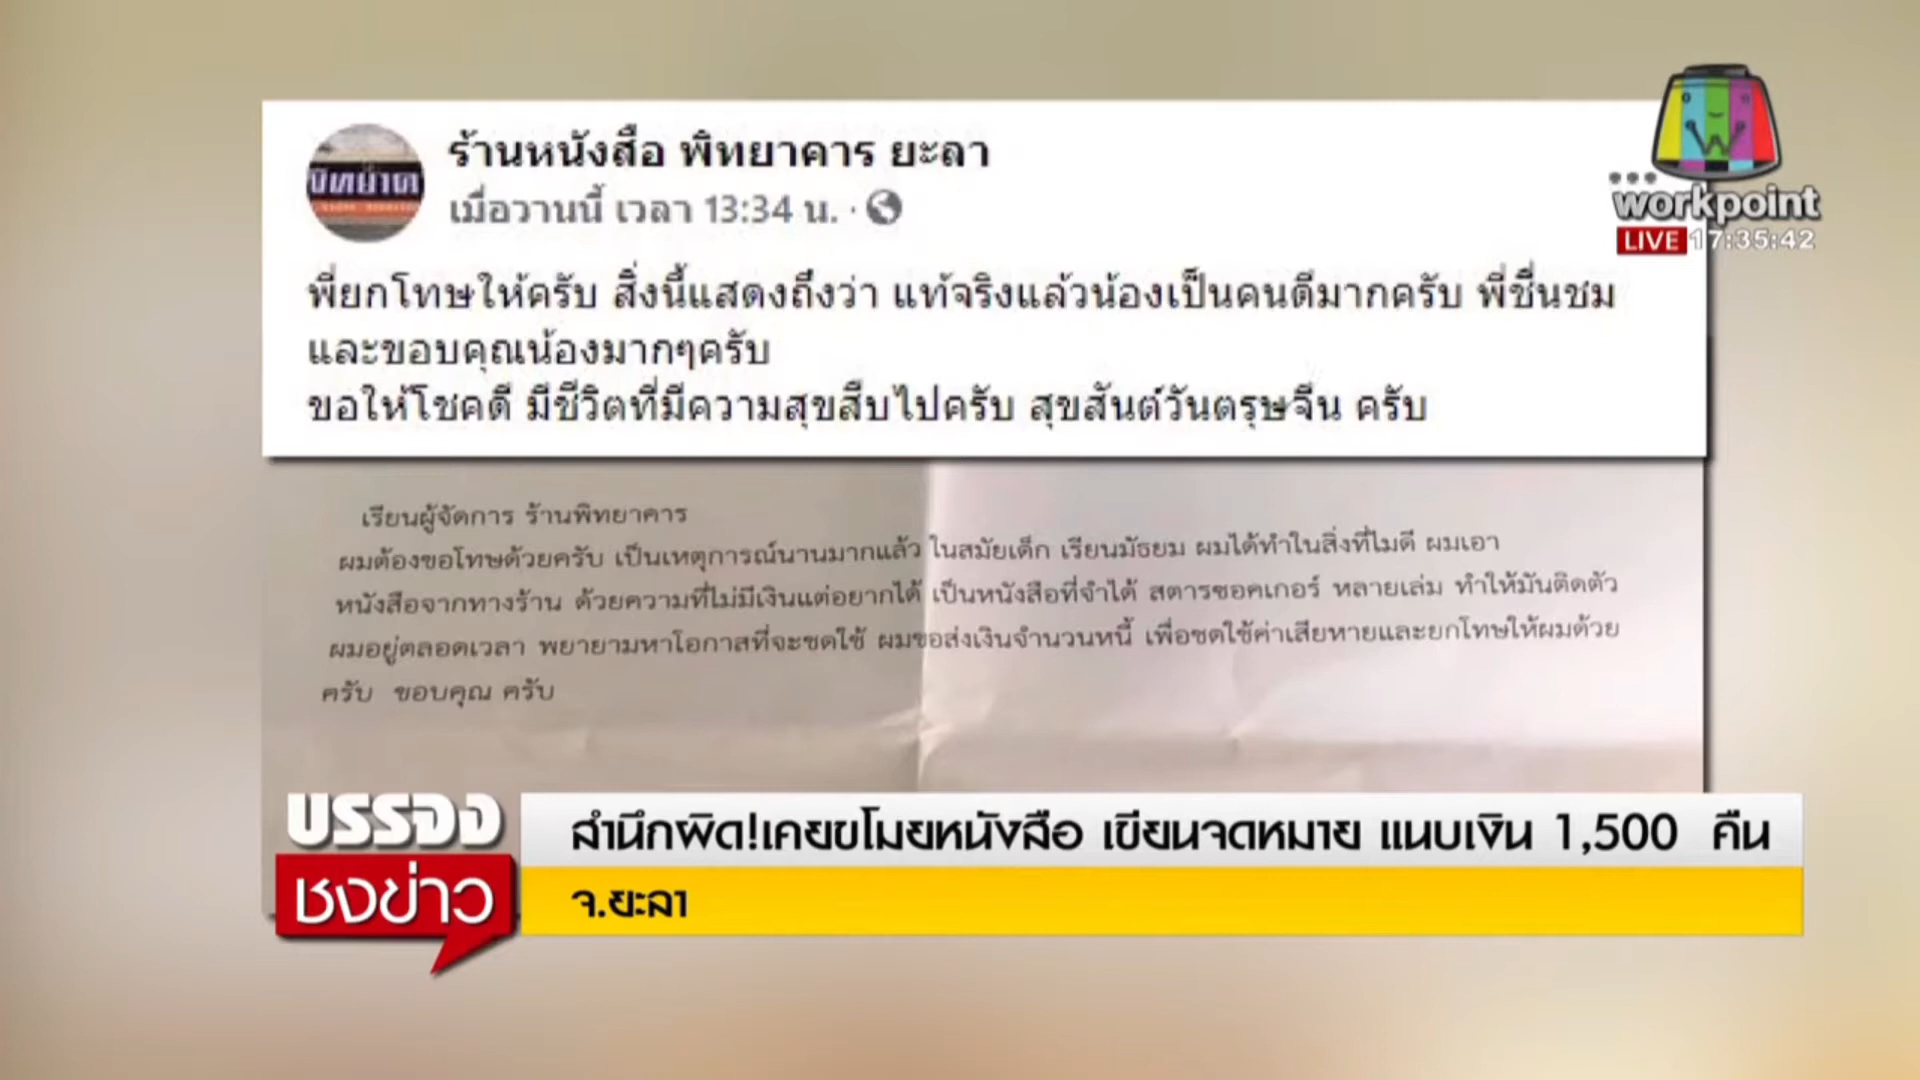 workpoint
LIVE 17:35:42
ร้านหนังสือ พิทยาคาร ยะลา
เมื่อวานนี้ เวลา 13:34 น. ·
พี่ยกโทษให้ครับ สิ่งนี้แสดงถึงว่า แท้จริงแล้วน้องเป็นคนดีมากครับ พี่ชื่นชม
และขอบคุณน้องมากๆครับ
ขอให้โชคดี มีชีวิตที่มีความสุขสืบไปครับ สุขสันต์วันตรุษจีน ครับ
เรียนผู้จัดการ ร้านพิทยาคาร
ผมต้องขอโทษด้วยครับ เป็นเหตุการณ์นานมากแล้ว ในสมัยเด็ก เรียนมัธยม ผมได้ทำในสิ่งที่ไมดี ผมเอา
หนังสือจากทางร้าน ด้วยความที่ไม่มีเงินแต่อยากได้ เป็นหนังสือที่จำได้ สตารซอคเกอร์ หลายเล่ม ทำให้มันติดตัว
ผมอยู่ตลอดเวลา พยายามหาโอกาสที่จะชดใช้ ผมขอส่งเงินจำนวนหนี้ เพื่อชดใช้ค่าเสียหายและยกโทษให้ผมด้วย
ครับ ขอบคุณ ครับ
บรรจง
ชงข่าว
สำนึกผิด!เคยขโมยหนังสือ เขียนจดหมาย แนบเงิน 1,500 คืน
จ.ยะลา